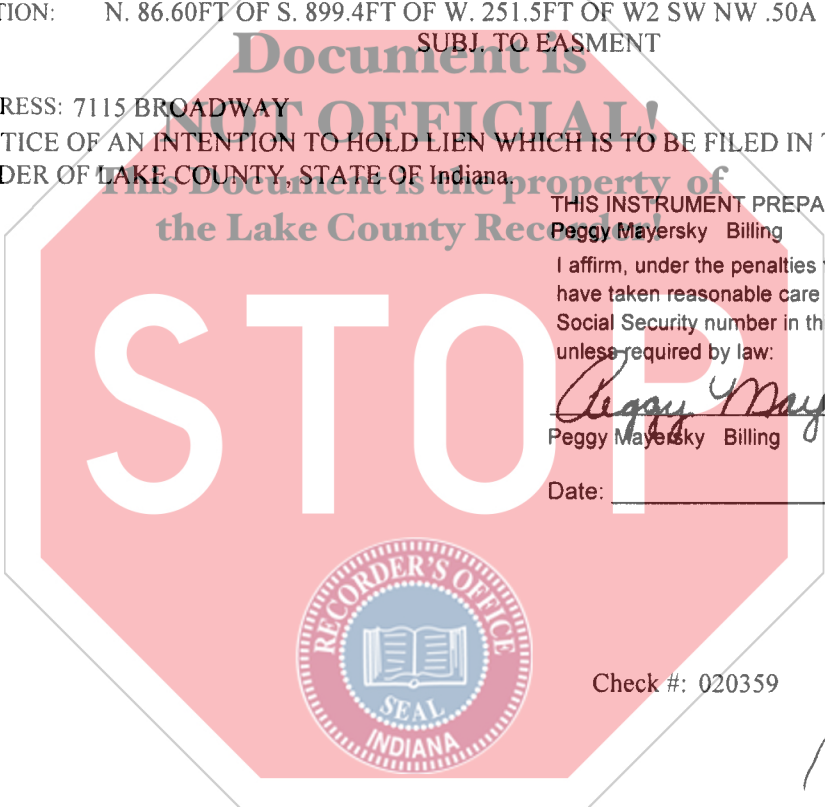 TION: N. 86.60FT OF S. 899.4FT OF W. 251.5FT OF W2 SW NW .50A
SUBJ. TO EASMENT
Document is
RESS: 7115 BROADWAY
NOT OFFICIAL!
TICE OF AN INTENTION TO HOLD LIEN WHICH IS TO BE FILED IN
DER OF LAKE COUNTY, STATE OF Indiana.
This Document is the property of
the Lake County Recorder!
THIS INSTRUMENT PREPA
Peggy Mayersky Billing
I affirm, under the penalties
have taken reasonable care
Social Security number in th
unless required by law:
STOP
Peggy May
Peggy Mayersky Billing
Date:
RECORDER'S OFFICE
SEAL
INDIANA
Check #: 020359